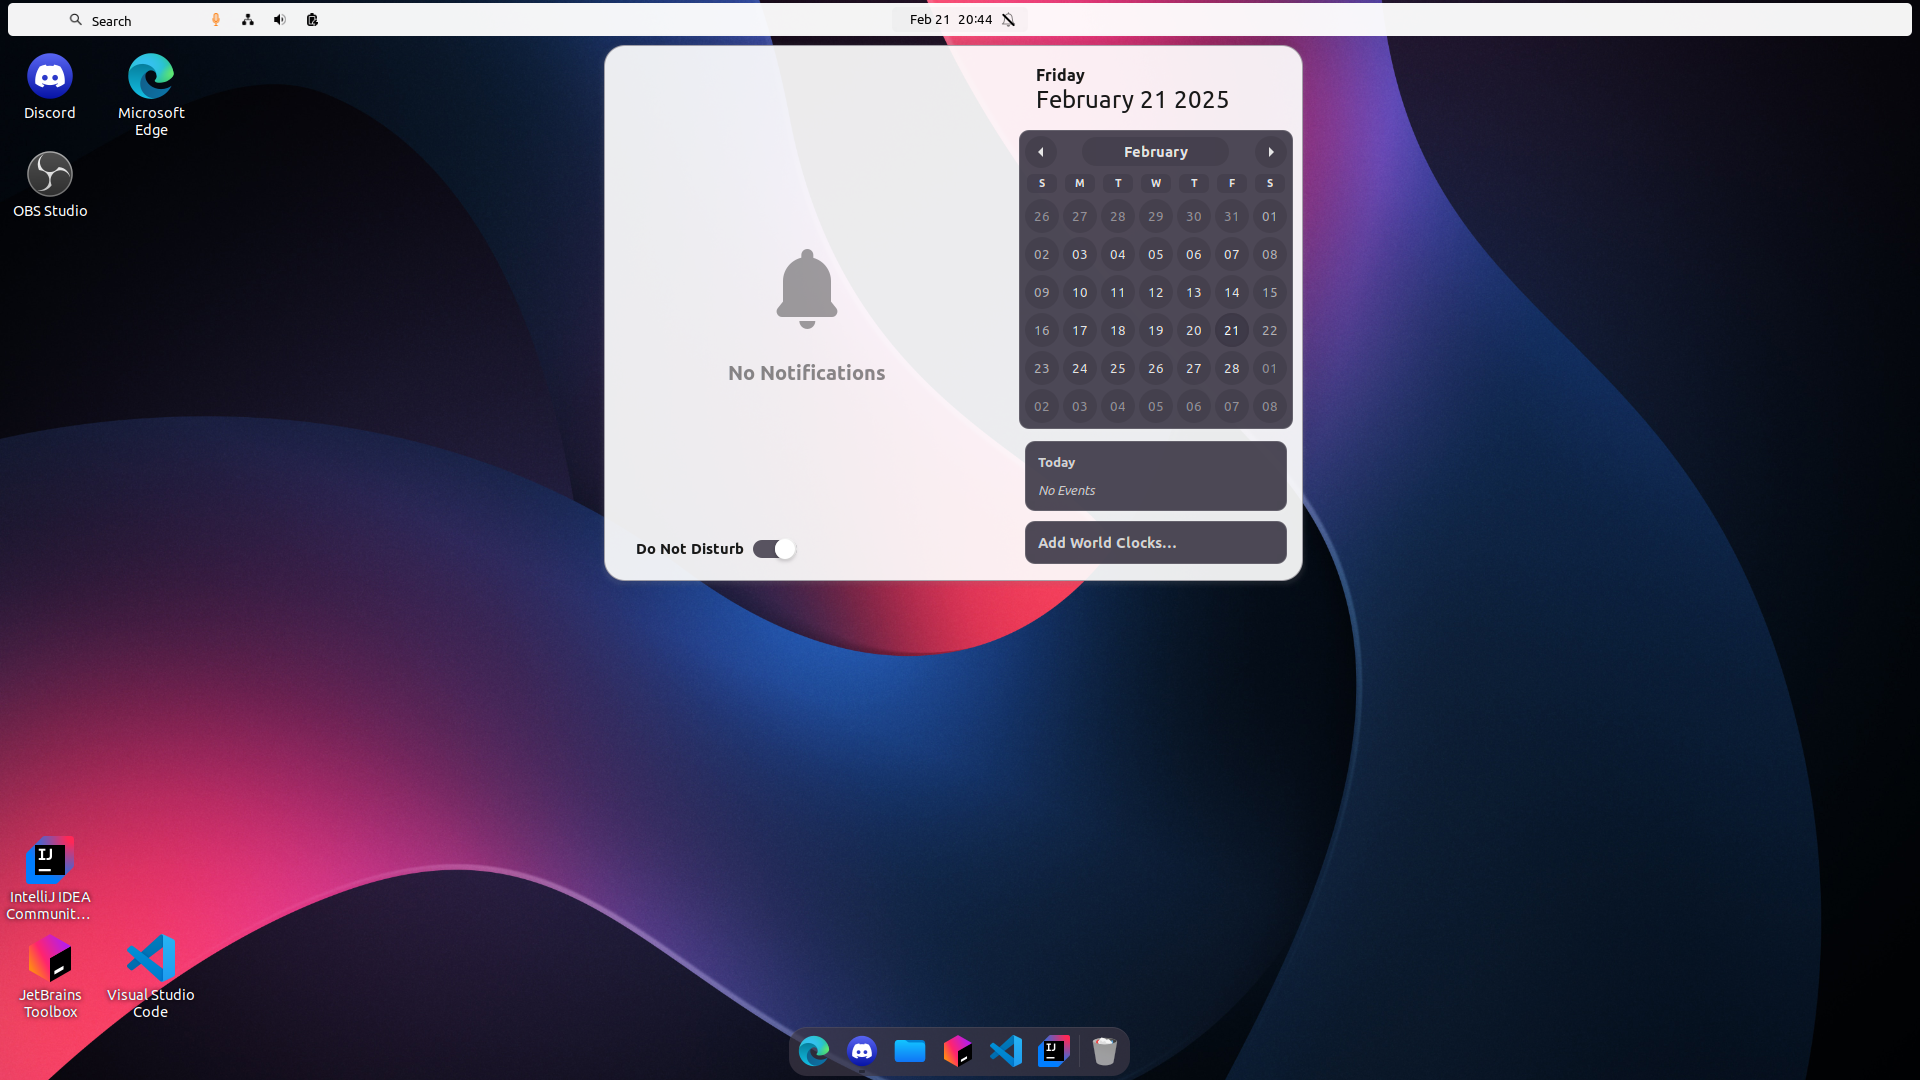 Search
Feb 21 20:44
Discord
Microsoft
Edge
OBS Studio
IntelliJ IDEA
Communit...
JetBrains
Toolbox
Visual Studio
Code
No Notifications
Do Not Disturb
Friday
February 21 2025
February
S M T W T F S
26 27 28 29 30 31 01
02 03 04 05 06 07 08
09 10 11 12 13 14 15
16 17 18 19 20 21 22
23 24 25 26 27 28 01
02 03 04 05 06 07 08
Today
No Events
Add World Clocks...
IJ
IJ